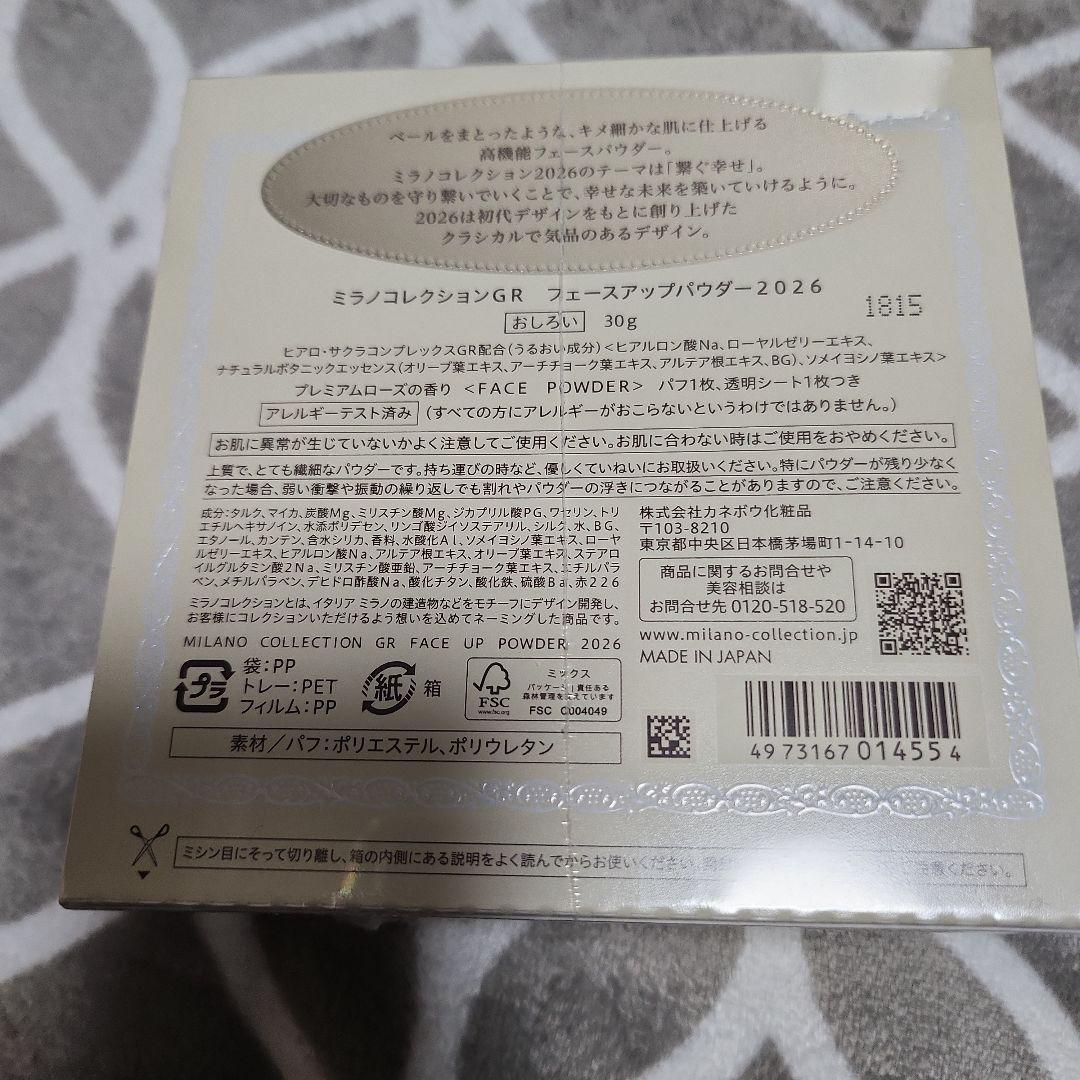 ベールをまとったような、キメ細かな肌に仕上げる
高機能フェースパウダー。
ミラノコレクション2026のテーマは「繋ぐ幸せ」。
大切なものを守り繋いでいくことで、幸せな未来を築いていけるように。
2026は初代デザインをもとに創り上げた
クラシカルで気品のあるデザイン。
ミラノコレクションGR フェースアップパウダー2026
1815
おしろい 30g
ヒアロ・サクラコンプレックスGR配合(うるおい成分)<ヒアルロン酸Na、ローヤルゼリーエキス、
ナチュラルボタニックエッセンス(オリーブ葉エキス、アーチチョーク葉エキス、アルテア根エキス、BG)、ソメイヨシノ葉エキス>
プレミアムローズの香り <FACE POWDER> パフ1枚、透明シート1枚つき
アレルギーテスト済み (すべての方にアレルギーがおこらないというわけではありません。)
お肌に異常が生じていないかよく注意してご使用ください。お肌に合わない時はご使用をおやめください。
上質で、とても繊細なパウダーです。持ち運びの時など、優しくていねいにお取扱いください。特にパウダーが残り少なく
なった場合、弱い衝撃や振動の繰り返しでも割れやパウダーの浮きにつながることがありますので、ご注意ください。
成分:タルク、マイカ、炭酸Mg、ミリスチン酸Mg、ジカプリル酸PG、ワセリン、トリ
エチルヘキサノイン、水添ポリデセン、リンゴ酸ジイソステアリル、シルク、水、BG、
エタノール、カンテン、含水シリカ、香料、水酸化Al、ソメイヨシノ葉エキス、ローヤ
ルゼリーエキス、ヒアルロン酸Na、アルテア根エキス、オリーブ葉エキス、ステアロ
イルグルタミン酸2Na、ミリスチン酸亜鉛、アーチチョーク葉エキス、エチルパラ
ベン、メチルパラベン、デヒドロ酢酸Na、酸化チタン、酸化鉄、硫酸Ba、赤226
ミラノコレクションとは、イタリア ミラノの建造物などをモチーフにデザイン開発し、
お客様にコレクションいただけるよう想いを込めてネーミングした商品です。
MILANO COLLECTION GR FACE UP POWDER 2026
株式会社カネボウ化粧品
〒103-8210
東京都中央区日本橋茅場町1-14-10
商品に関するお問合せや
美容相談は
お問合せ先 0120-518-520
www.milano-collection.jp
MADE IN JAPAN
プラ
袋:PP
トレー:PET
フィルム:PP
紙 箱
FSC
www.fsc.org
ミックス
パッケージ|責任ある
森林管理を支えています
FSC C004049
素材/パフ:ポリエステル、ポリウレタン
4973167014554
ミシン目にそって切り離し、箱の内側にある説明をよく読んでからお使いください。
注意ください。